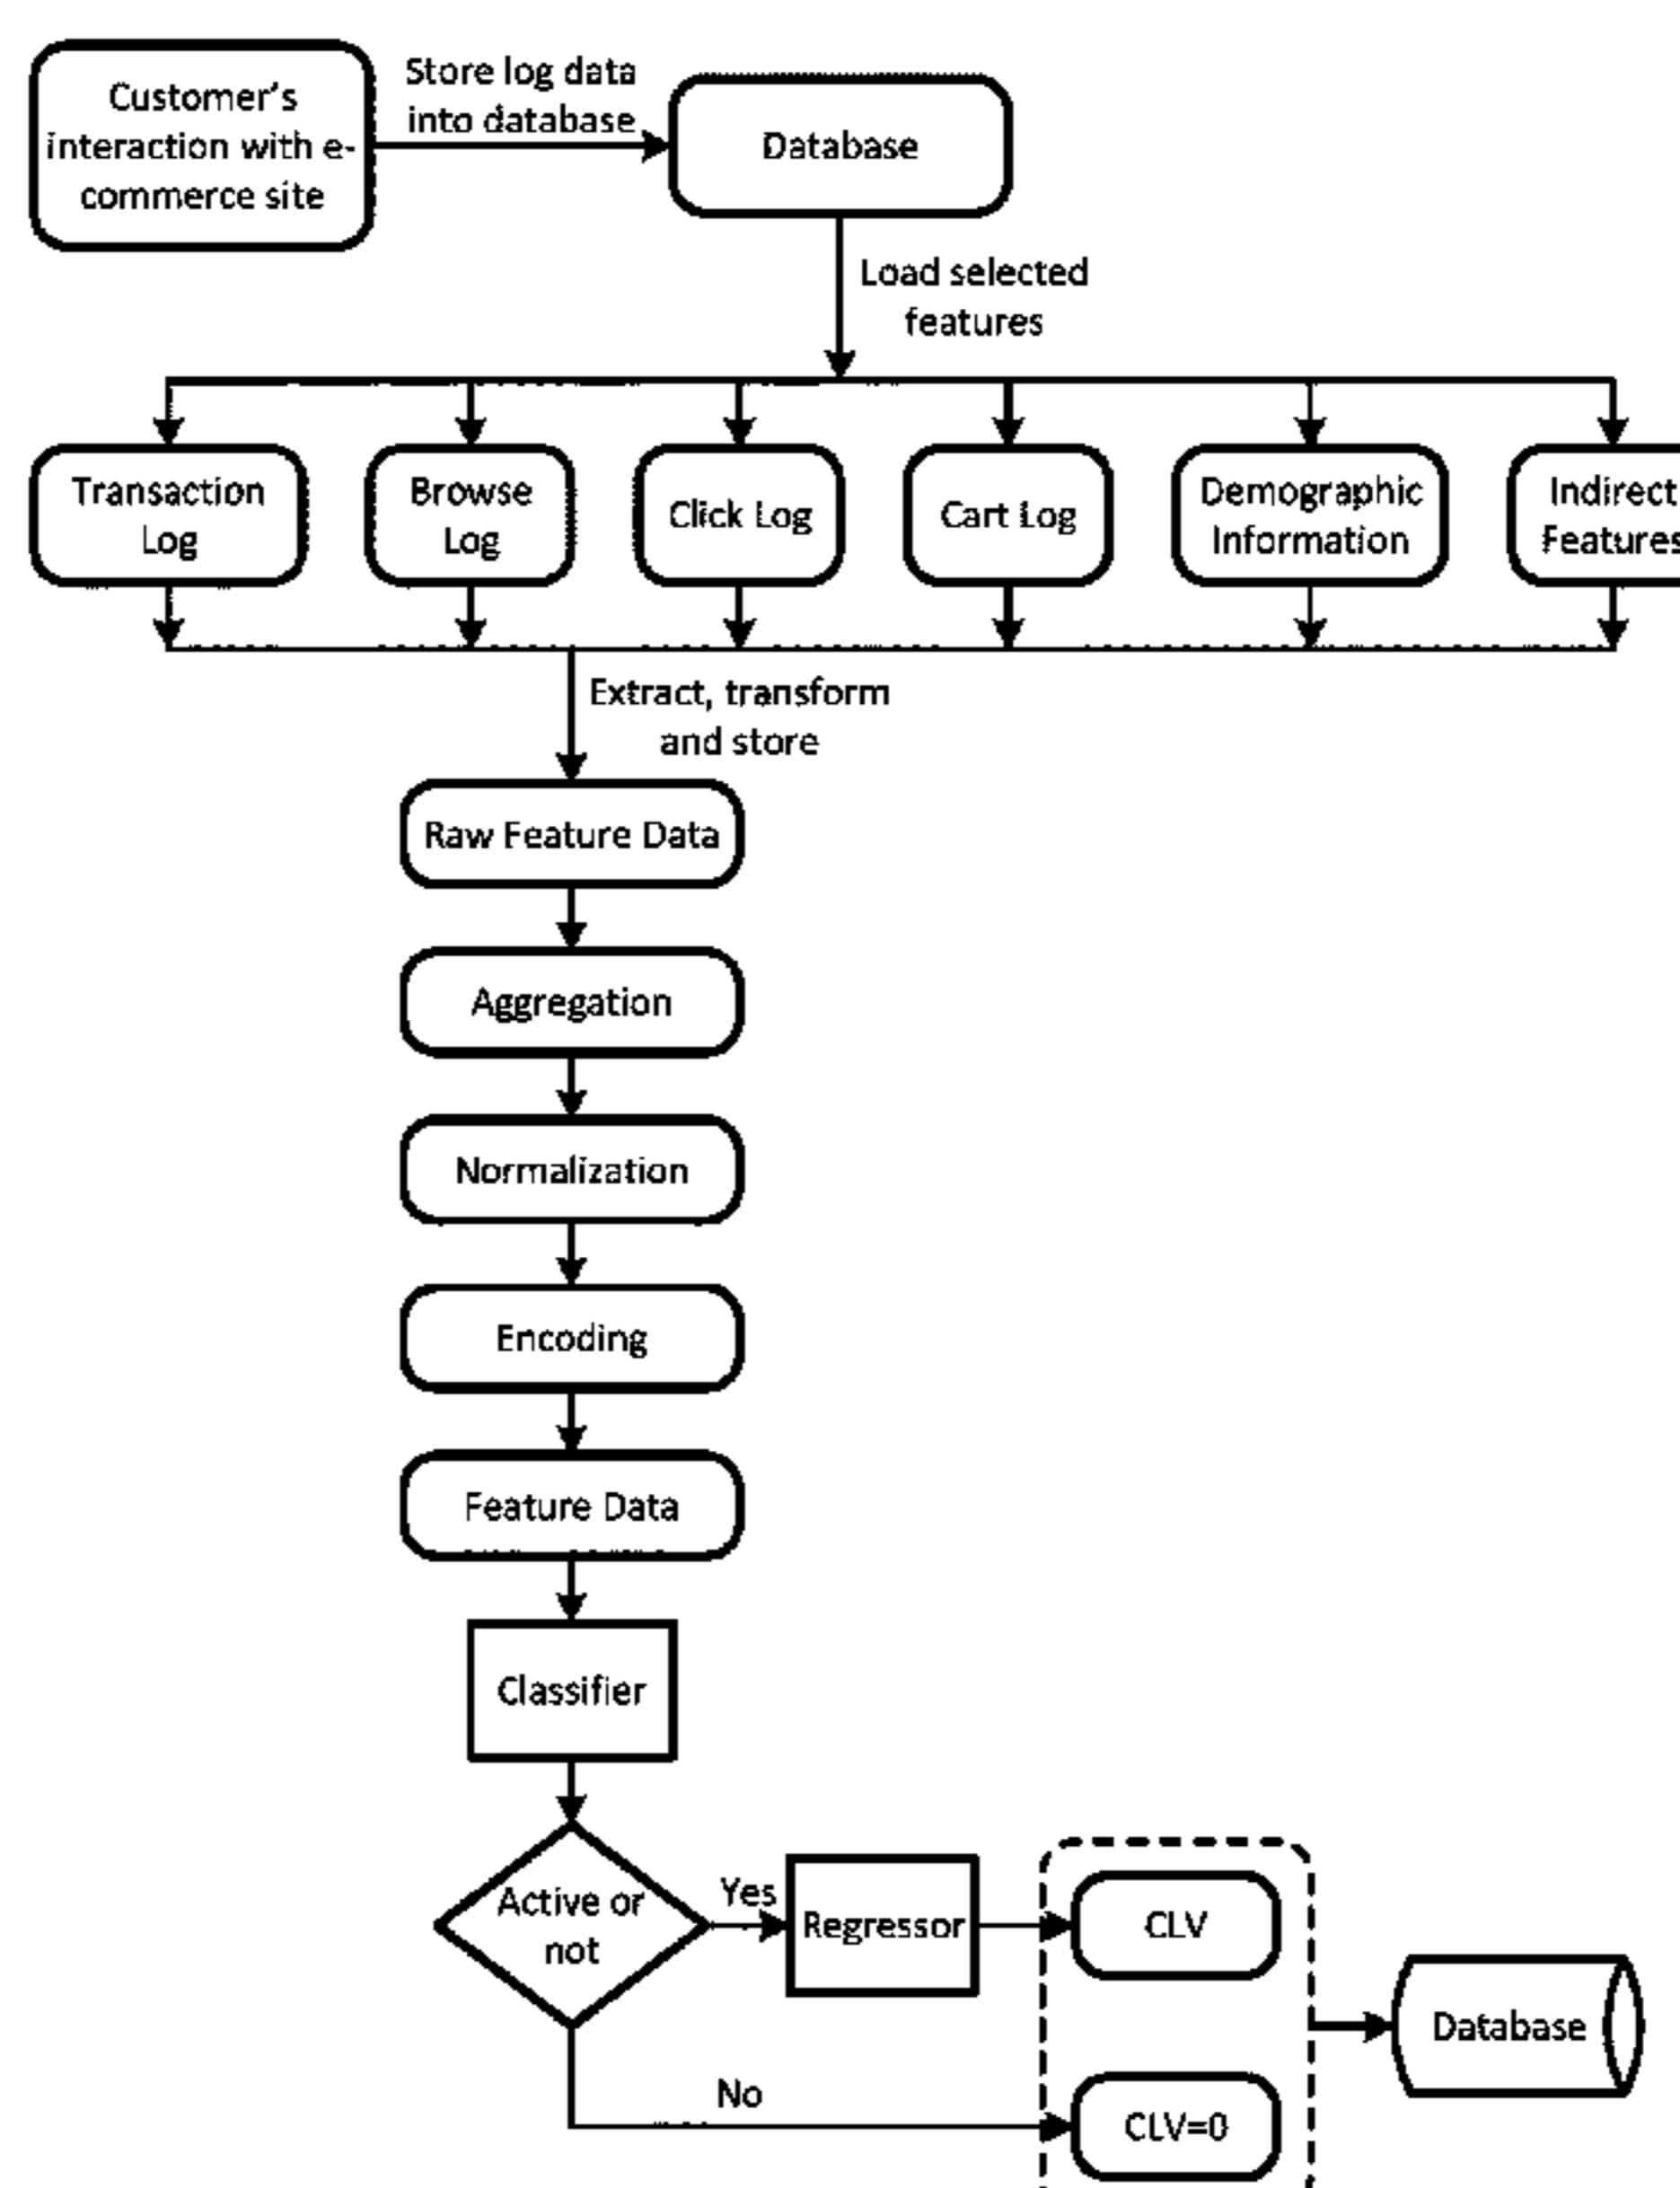 Customer's
interaction with e-
commerce site
Store log data
into database
Database
Load selected
features
Transaction
Log
Browse
Log
Click Log
Cart Log
Demographic
Information
Indirect
Features
Extract, transform
and store
Raw Feature Data
Aggregation
Normalization
Encoding
Feature Data
Classifier
Active or
not
Yes
Regressor
CLV
Database
No
CLV=0